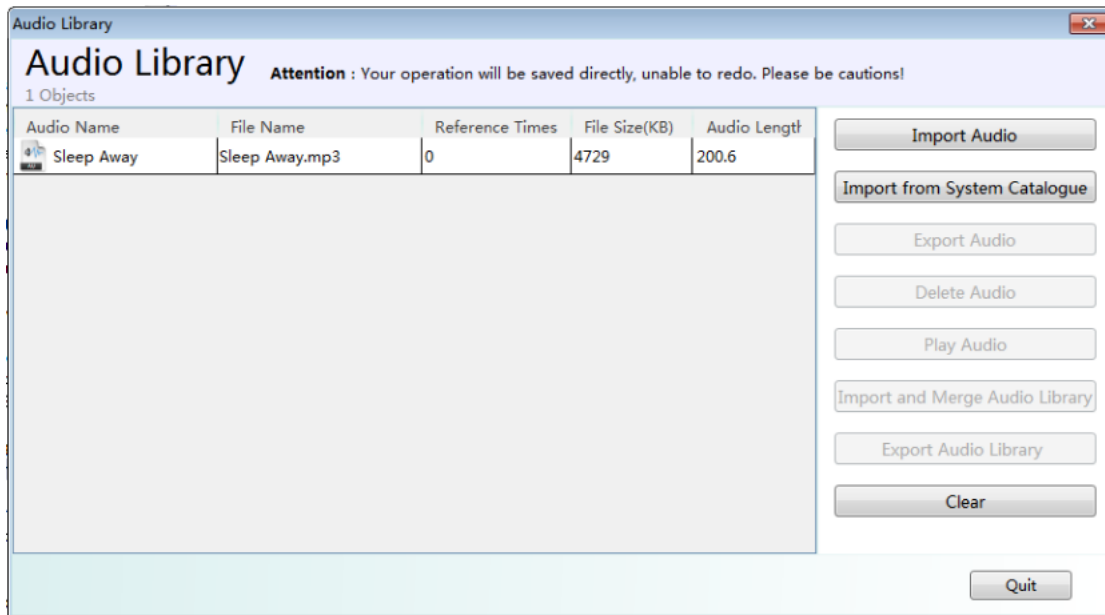 Audio Library
Audio Library
Attention : Your operation will be saved directly, unable to redo. Please be cautions!
1 Objects
Audio Name File Name Reference Times File Size(KB) Audio Length
Sleep Away Sleep Away.mp3 0 4729 200.6
Import Audio
Import from System Catalogue
Export Audio
Delete Audio
Play Audio
Import and Merge Audio Library
Export Audio Library
Clear
Quit